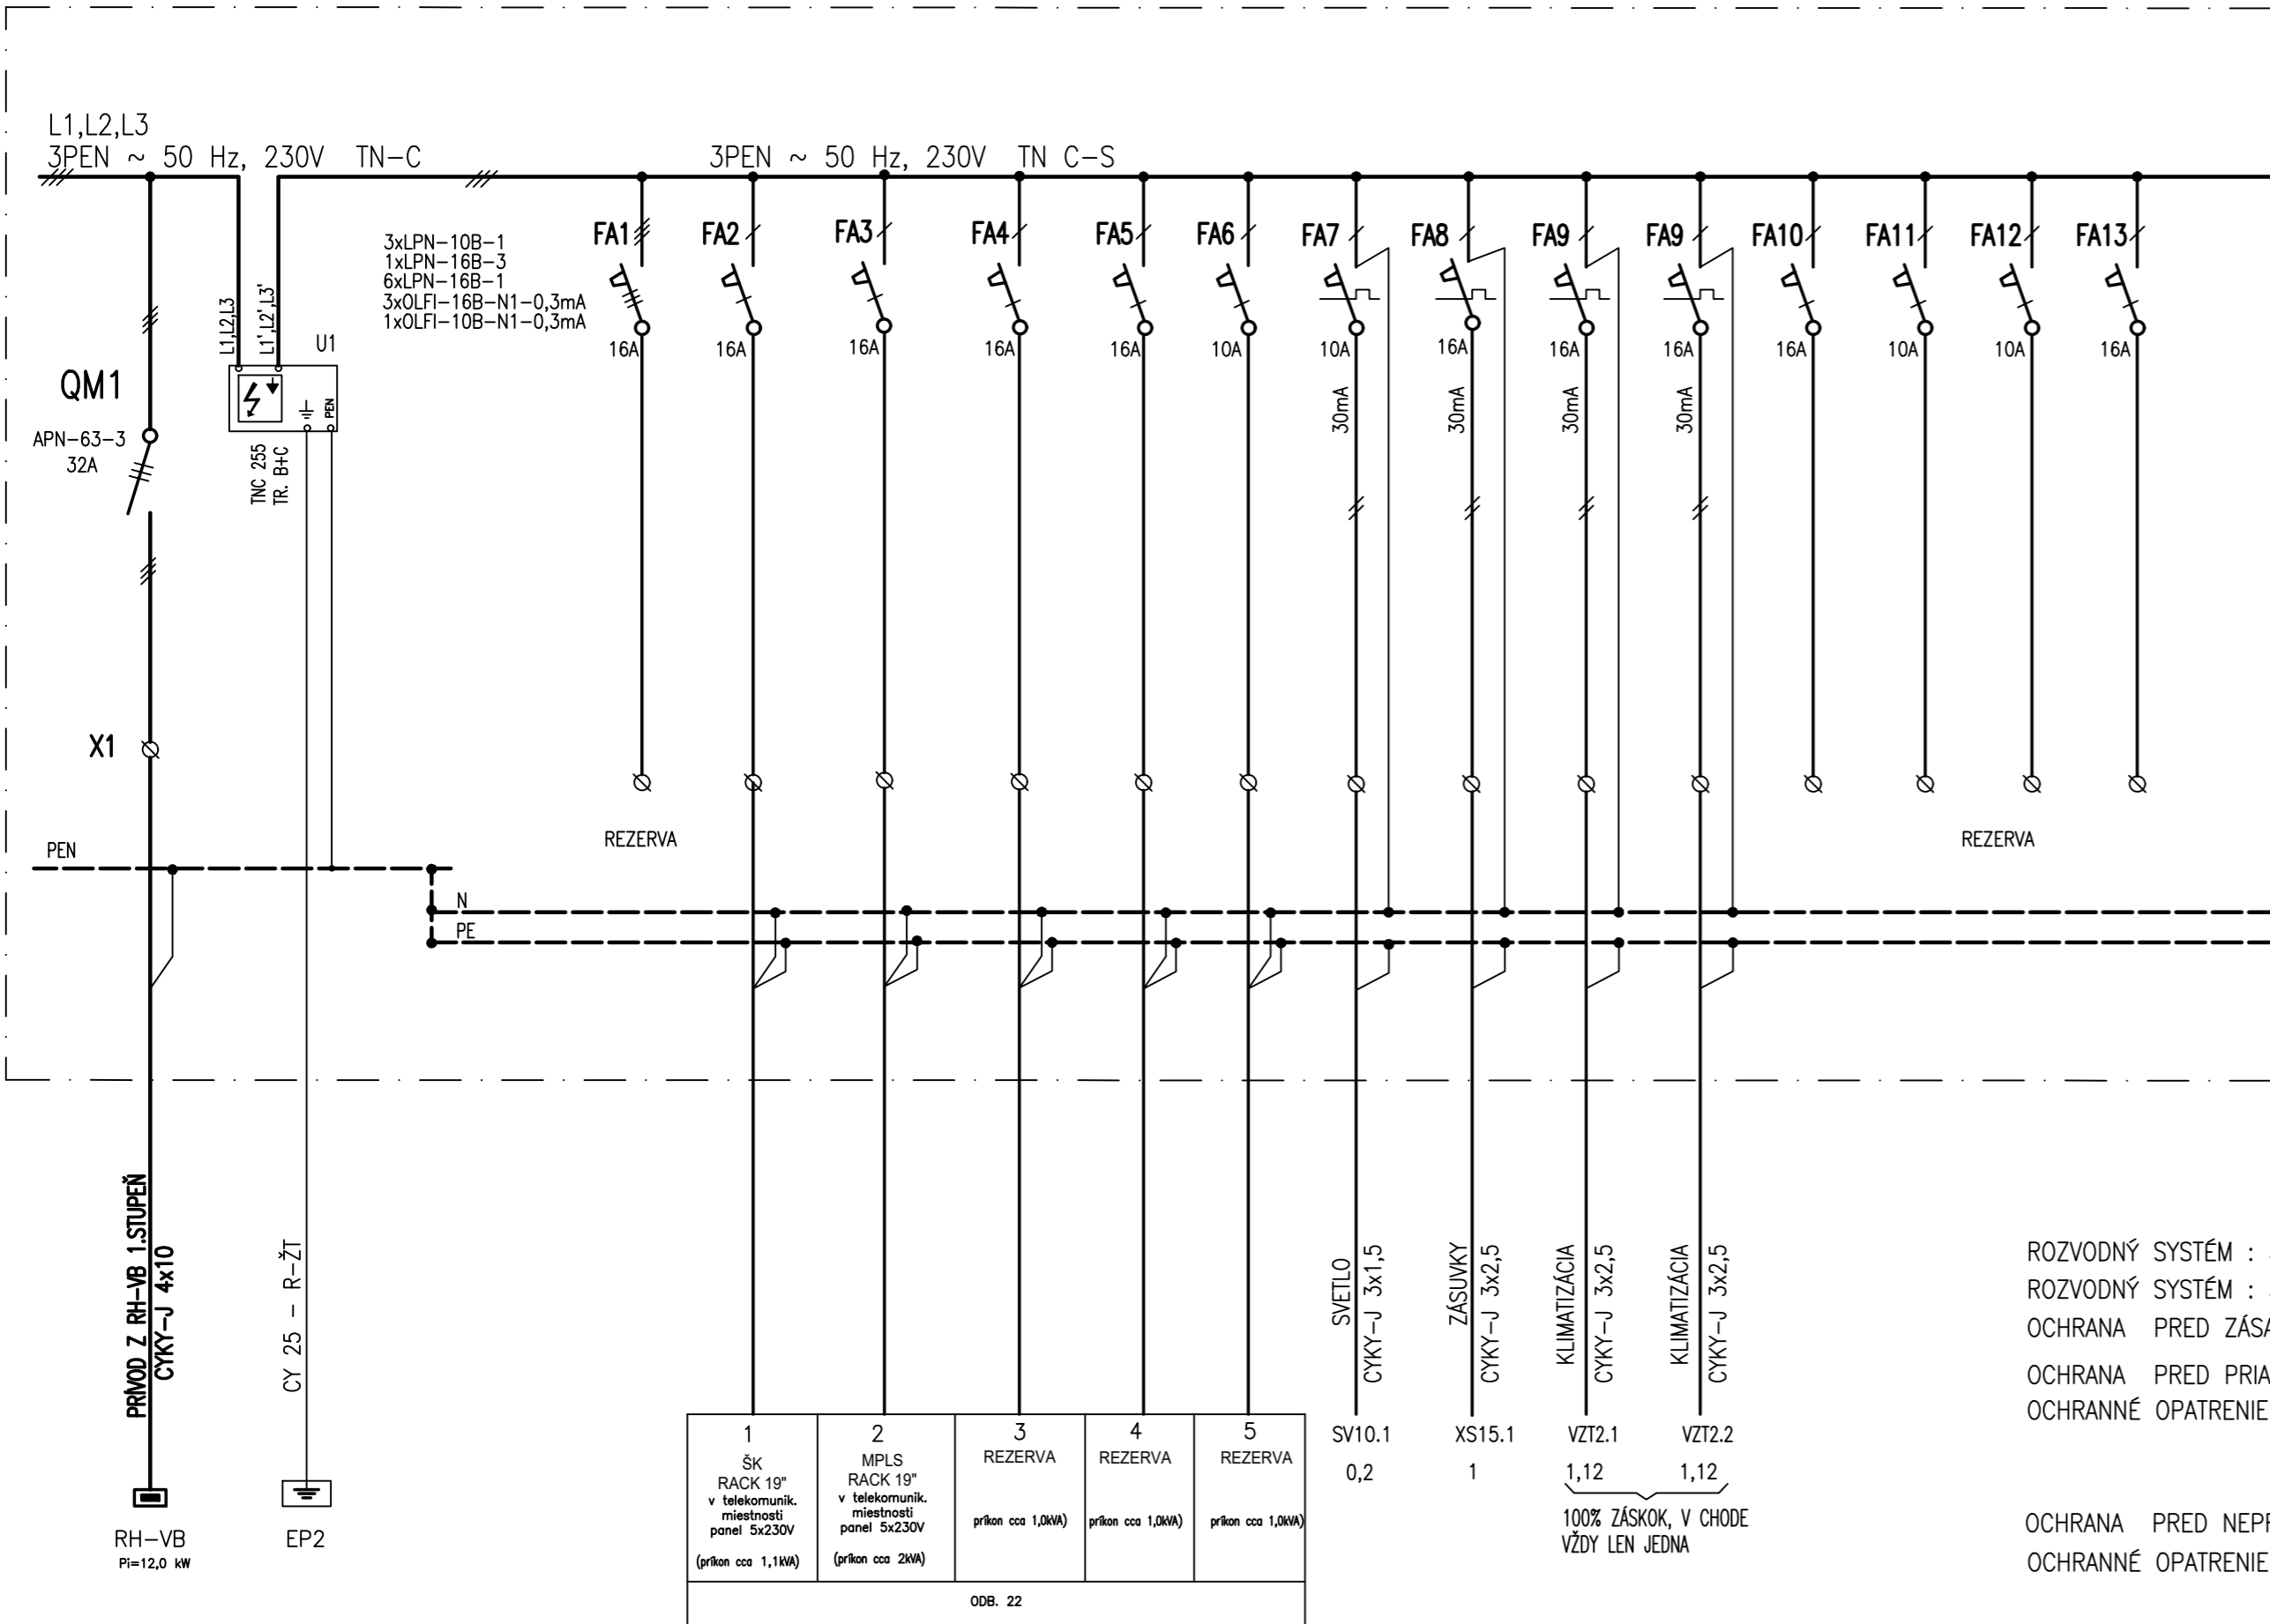 L1,L2,L3
3PEN ~ 50 Hz, 230V TN-C
3PEN ~ 50 Hz, 230V TN C-S
3xLPN-10B-1
1xLPN-16B-3
6xLPN-16B-1
3xOLFI-16B-N1-0,3mA
1xOLFI-10B-N1-0,3mA
FA1
FA2
FA3
FA4
FA5
FA6
FA7
FA8
FA9
FA9
FA10
FA11
FA12
FA13
16A
16A
16A
16A
16A
10A
10A
16A
16A
16A
16A
10A
10A
16A
30mA
30mA
30mA
30mA
L1,L2,L3
L1',L2',L3'
U1
PEN
QM1
APN-63-3
32A
TNC 255
TR. B+C
X1
REZERVA
REZERVA
PEN
N
PE
PRÍVOD Z RH-VB 1.STUPEŇ
CYKY-J 4x10
CY 25 - R-ŽT
SVETLO
CYKY-J 3x1,5
ZÁSUVKY
CYKY-J 3x2,5
KLIMATIZÁCIA
CYKY-J 3x2,5
KLIMATIZÁCIA
CYKY-J 3x2,5
RH-VB
Pi=12,0 kW
EP2
1
ŠK
RACK 19"
v telekomunik.
miestnosti
panel 5x230V
(príkon cca 1,1kVA)
2
MPLS
RACK 19"
v telekomunik.
miestnosti
panel 5x230V
(príkon cca 2kVA)
3
REZERVA
príkon cca 1,0kVA)
4
REZERVA
príkon cca 1,0kVA)
5
REZERVA
príkon cca 1,0kVA)
ODB. 22
SV10.1
0,2
XS15.1
1
VZT2.1
1,12
VZT2.2
1,12
100% ZÁSKOK, V CHODE
VŽDY LEN JEDNA
ROZVODNÝ SYSTÉM :
ROZVODNÝ SYSTÉM :
OCHRANA PRED ZÁSA
OCHRANA PRED PRIA
OCHRANNÉ OPATRENIE
OCHRANA PRED NEP
OCHRANNÉ OPATRENIE